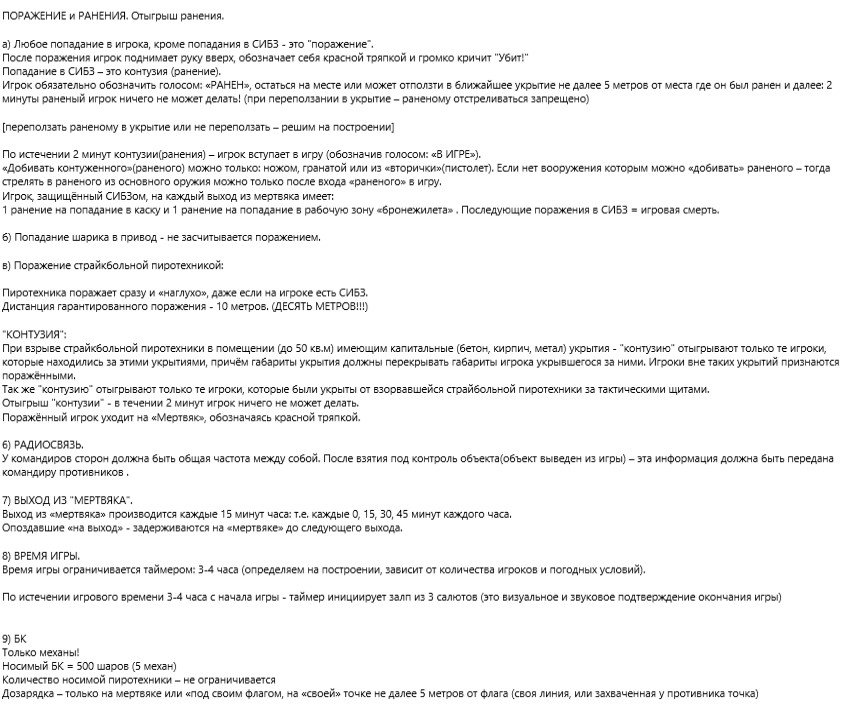 ПОРАЖЕНИЕ и РАНЕНИЯ. Отыгрыш ранения.
а) Любое попадание в игрока, кроме попадания в СИБЗ - это "поражение".
После поражения игрок поднимает руку вверх, обозначает себя красной тряпкой и громко кричит "Убит!"
Попадание в СИБЗ – это контузия (ранение).
Игрок обязательно обозначить голосом: «РАНЕН», остаться на месте или может отползти в ближайшее укрытие не далее 5 метров от места где он был ранен и далее: 2
минуты раненый игрок ничего не может делать! (при переползании в укрытие – раненому отстреливаться запрещено)
[переползать раненому в укрытие или не переползать – решим на построении]
По истечении 2 минут контузии(ранения) – игрок вступает в игру (обозначив голосом: «В ИГРЕ»).
«Добивать контуженного»(раненого) можно только: ножом, гранатой или из «вторички»(пистолет). Если нет вооружения которым можно «добивать» раненого – тогда
стрелять в раненого из основного оружия можно только после входа «раненого» в игру.
Игрок, защищённый СИБЗом, на каждый выход из мертвяка имеет:
1 ранение на попадание в каску и 1 ранение на попадание в рабочую зону «бронежилета» . Последующие поражения в СИБЗ = игровая смерть.
б) Попадание шарика в привод - не засчитывается поражением.
в) Поражение страйкбольной пиротехникой:
Пиротехника поражает сразу и «наглухо», даже если на игроке есть СИБЗ.
Дистанция гарантированного поражения - 10 метров. (ДЕСЯТЬ МЕТРОВ!!!)
"КОНТУЗИЯ":
При взрыве страйкбольной пиротехники в помещении (до 50 кв.м) имеющим капитальные (бетон, кирпич, метал) укрытия - "контузию" отыгрывают только те игроки,
которые находились за этими укрытиями, причём габариты укрытия должны перекрывать габариты игрока укрывшегося за ними. Игроки вне таких укрытий признаются
поражёнными.
Так же "контузию" отыгрывают только те игроки, которые были укрыты от взорвавшейся страйбольной пиротехники за тактическими щитами.
Отыгрыш "контузии" - в течении 2 минут игрок ничего не может делать.
Поражённый игрок уходит на «Мертвяк», обозначаясь красной тряпкой.
6) РАДИОСВЯЗЬ.
У командиров сторон должна быть общая частота между собой. После взятия под контроль объекта(объект выведен из игры) – эта информация должна быть передана
командиру противников .
7) ВЫХОД ИЗ "МЕРТВЯКА".
Выход из «мертвяка» производится каждые 15 минут часа: т.е. каждые 0, 15, 30, 45 минут каждого часа.
Опоздавшие «на выход» - задерживаются на «мертвяке» до следующего выхода.
8) ВРЕМЯ ИГРЫ.
Время игры ограничивается таймером: 3-4 часа (определяем на построении, зависит от количества игроков и погодных условий).
По истечении игрового времени 3-4 часа с начала игры - таймер инициирует залп из 3 салютов (это визуальное и звуковое подтверждение окончания игры)
9) БК
Только механы!
Носимый БК = 500 шаров (5 механ)
Количество носимой пиротехники – не ограничивается
Дозарядка – только на мертвяке или «под своим флагом, на «своей» точке не далее 5 метров от флага (своя линия, или захваченная у противника точка)